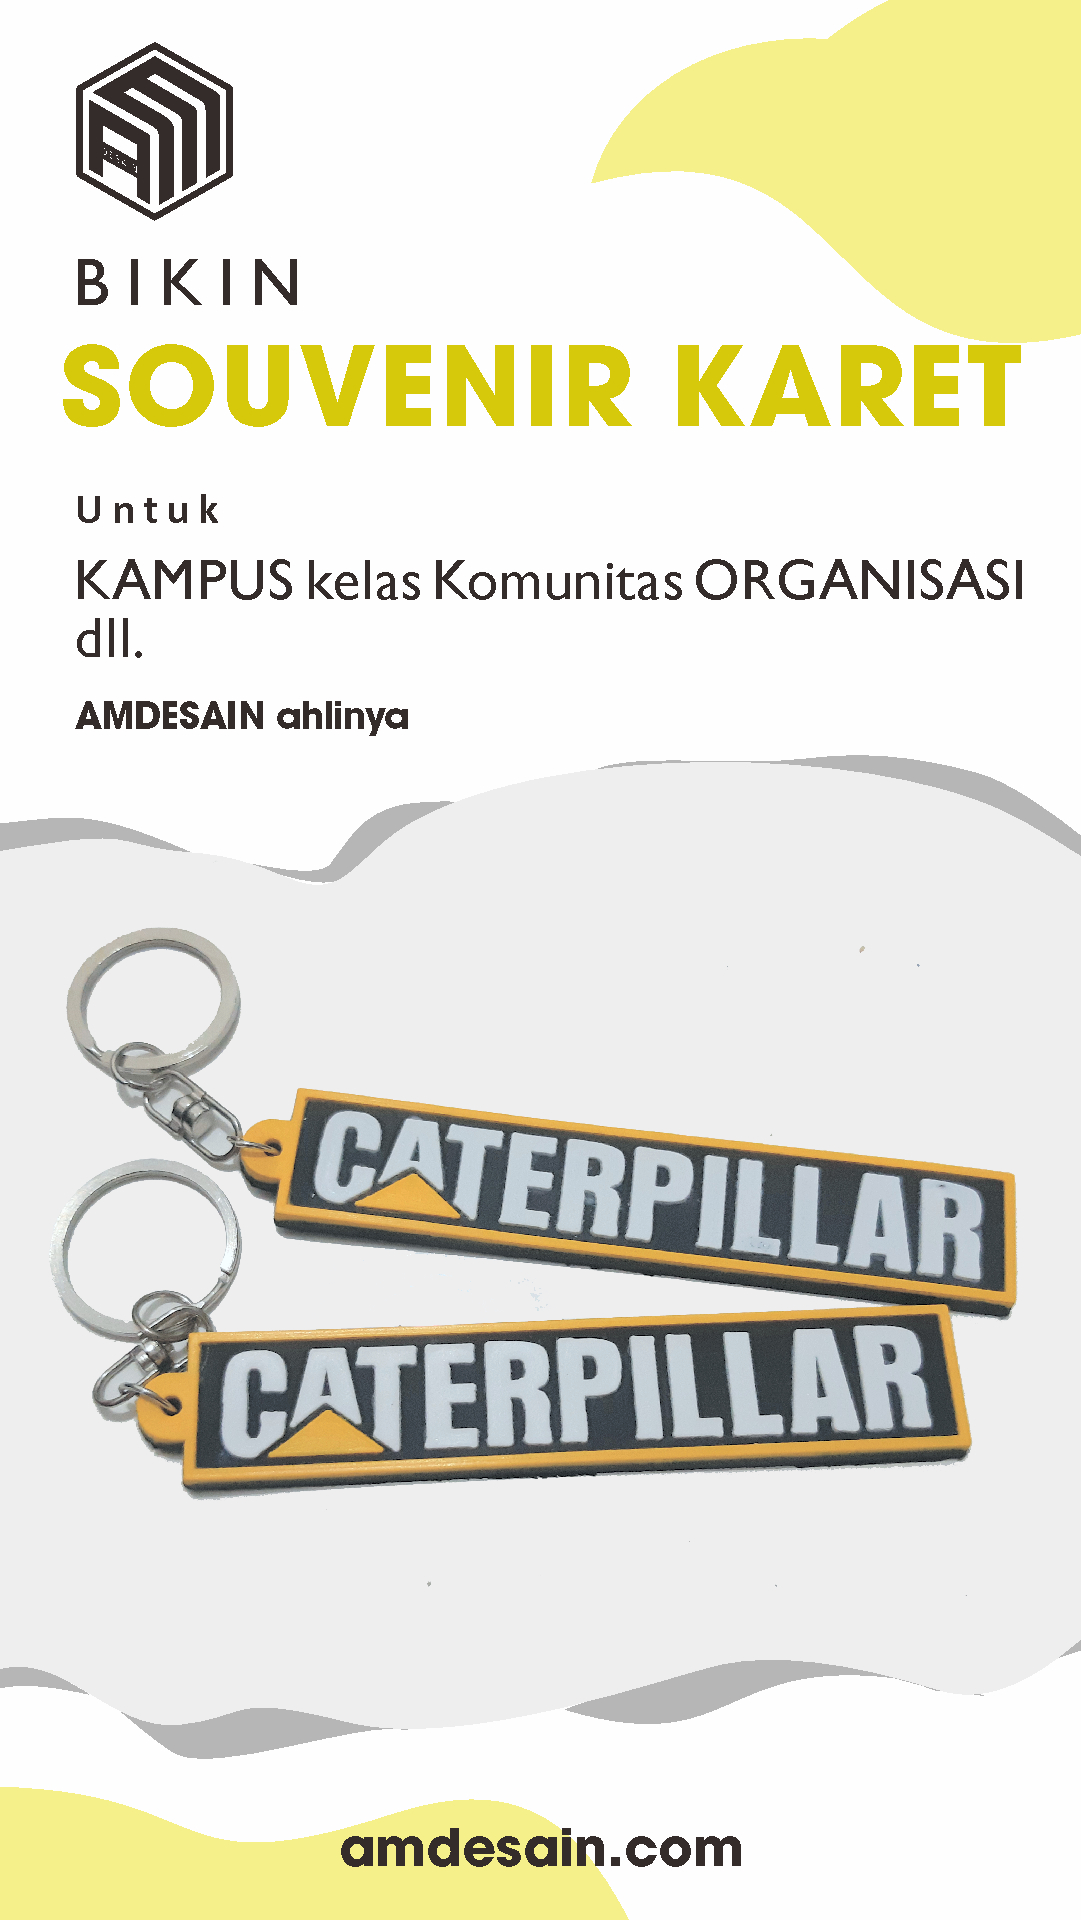 BIKIN
SOUVENIR KARET
Untuk
KAMPUS kelas Komunitas ORGANISASI
dll.
AMDESAIN ahlinya
CATERPILLAR
CATERPILLAR
amdesain.com